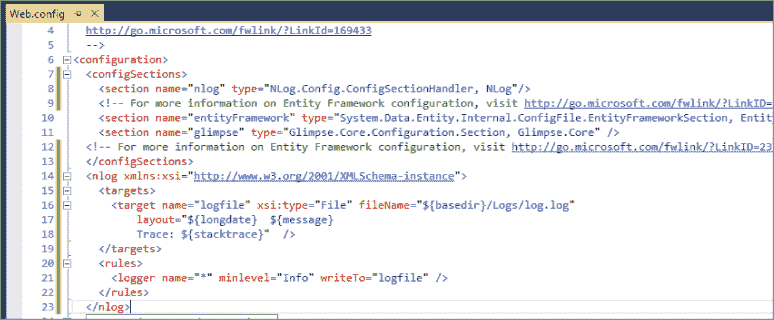 Web.config
4 http://go.microsoft.com/fwlink/?LinkId=169433
5 -->
6 <configuration>
7 <configSections>
8 <section name="nlog" type="NLog.Config.ConfigSectionHandler, NLog"/>
9 <!-- For more information on Entity Framework configuration, visit http://go.microsoft.com/fwlink/?LinkID=
10 <section name="entityFramework" type="System.Data.Entity.Internal.ConfigFile.EntityFrameworkSection, Entit
11 <section name="glimpse" type="Glimpse.Core.Configuration.Section, Glimpse.Core" />
12 <!-- For more information on Entity Framework configuration, visit http://go.microsoft.com/fwlink/?LinkID=23
13 </configSections>
14 <nlog xmlns:xsi="http://www.w3.org/2001/XMLSchema-instance">
15 <targets>
16 <target name="logfile" xsi:type="File" fileName="${basedir}/Logs/log.log"
17 layout="${longdate} ${message}
18 Trace: ${stacktrace}" />
19 </targets>
20 <rules>
21 <logger name="*" minlevel="Info" writeTo="logfile" />
22 </rules>
23 </nlog>